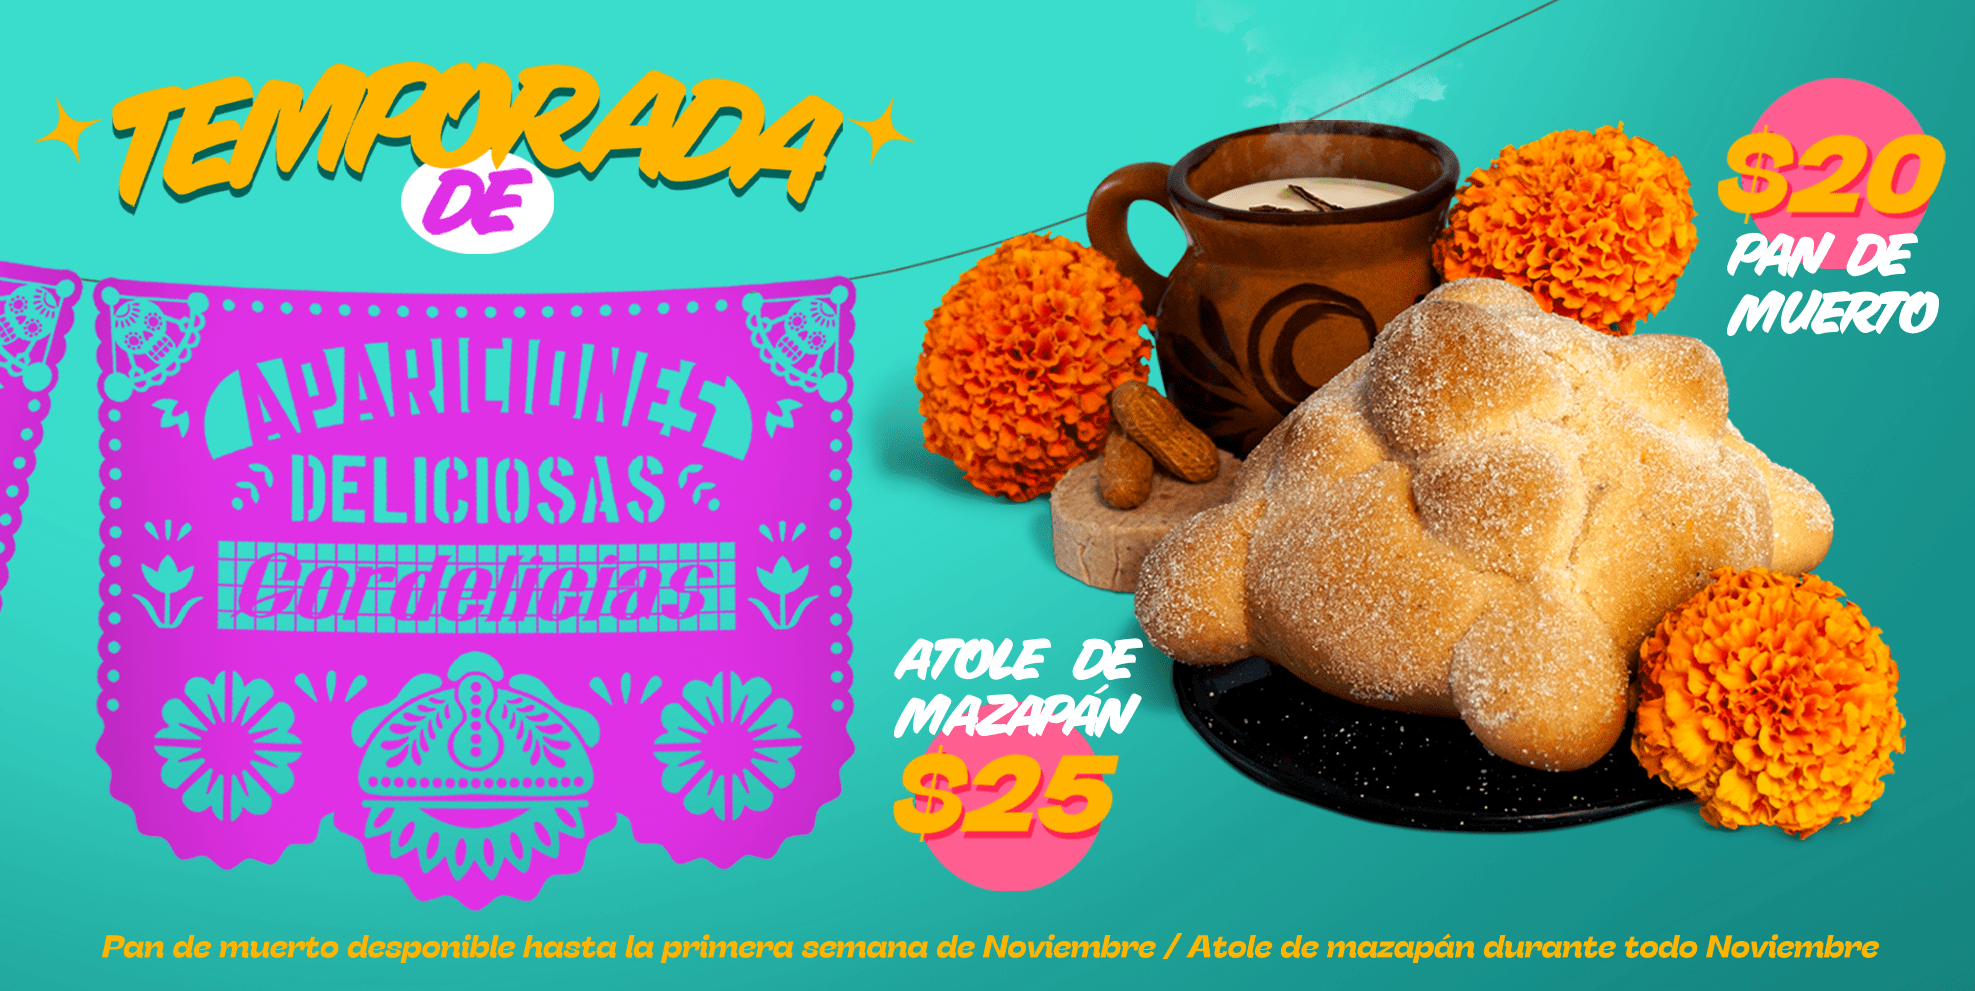 TEMPORADA
DE
APARICIONES
DELICIOSAS
Cordelicias
$20
PAN DE
MUERTO
ATOLE DE
MAZAPÁN
$25
Pan de muerto desponible hasta la primera semana de Noviembre / Atole de mazapán durante todo Noviembre